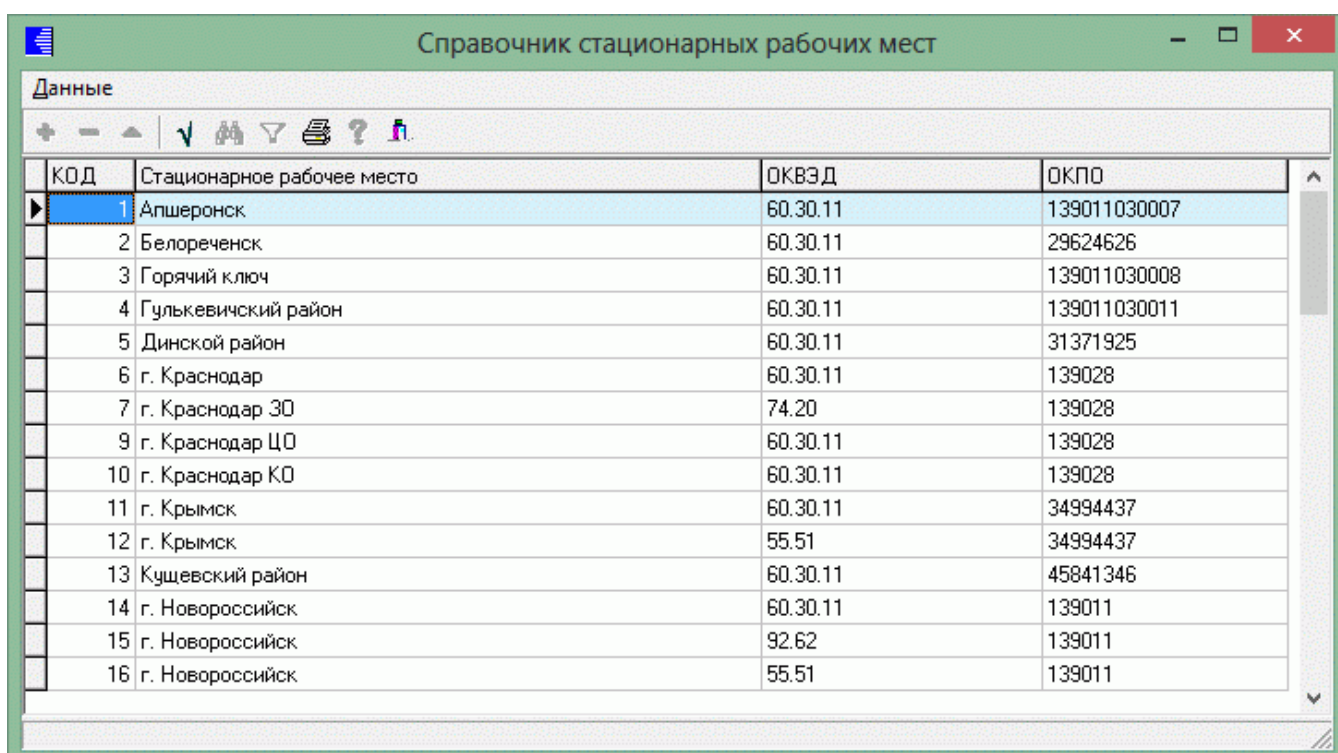 Справочник стационарных рабочих мест
Данные
КОД Стационарное рабочее место ОКВЭД ОКПО
1 Апшеронск 60.30.11 139011030007
2 Белореченск 60.30.11 29624626
3 Горячий ключ 60.30.11 139011030008
4 Гулькевичский район 60.30.11 139011030011
5 Динской район 60.30.11 31371925
6 г. Краснодар 60.30.11 139028
7 г. Краснодар ЗО 74.20 139028
9 г. Краснодар ЦО 60.30.11 139028
10 г. Краснодар КО 60.30.11 139028
11 г. Крымск 60.30.11 34994437
12 г. Крымск 55.51 34994437
13 Кущевский район 60.30.11 45841346
14 г. Новороссийск 60.30.11 139011
15 г. Новороссийск 92.62 139011
16 г. Новороссийск 55.51 139011